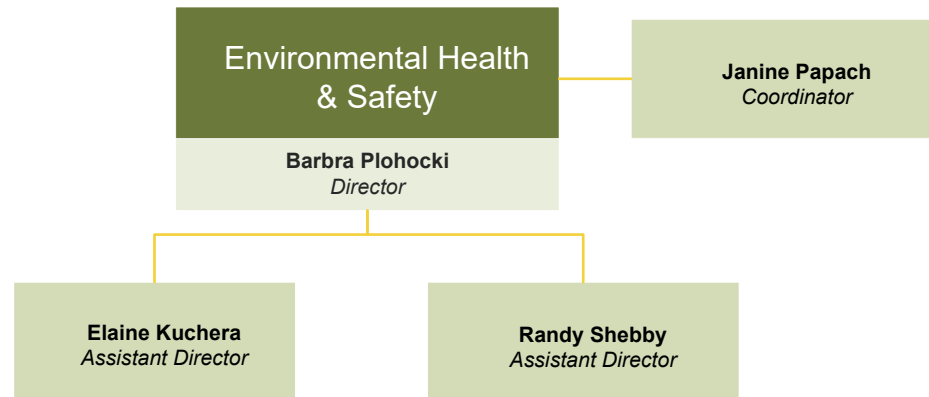 Environmental Health
& Safety
Barbra Plohocki
Director
Janine Papach
Coordinator
Elaine Kuchera
Assistant Director
Randy Shebby
Assistant Director